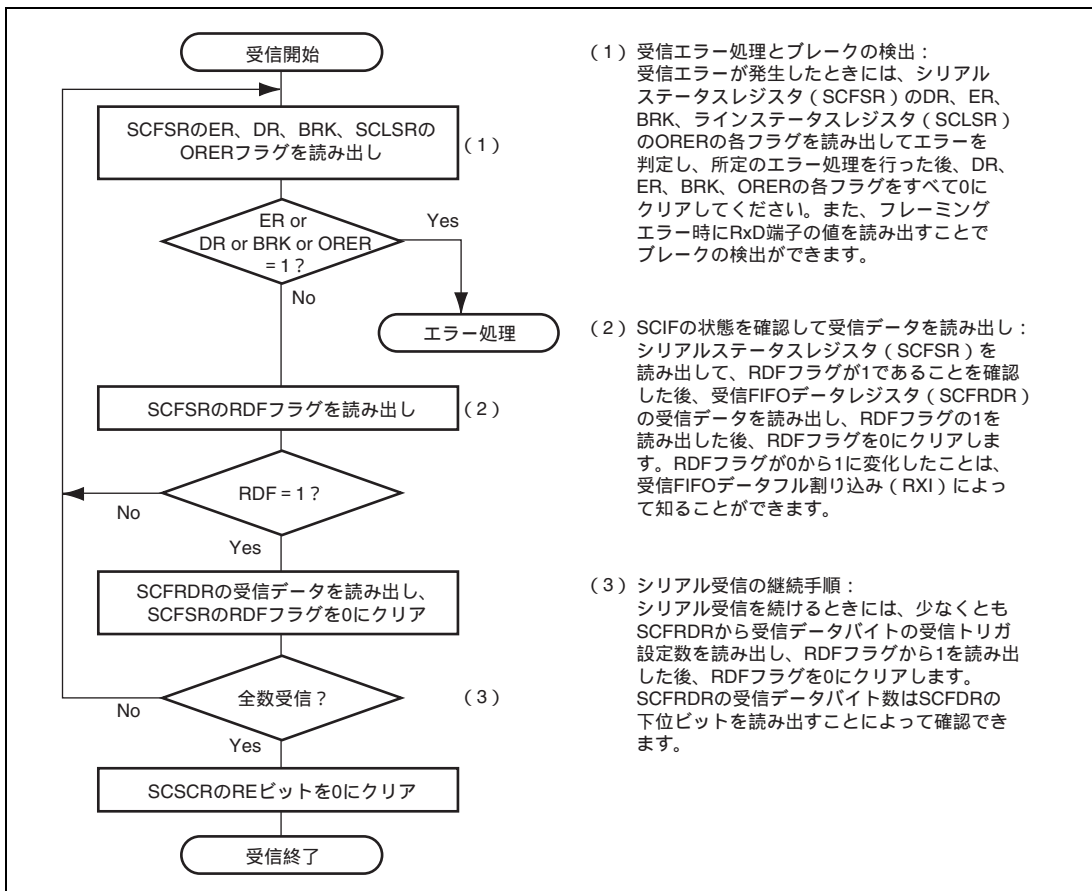 受信開始
SCFSRのER、DR、BRK、SCLSRの
ORERフラグを読み出し
(1)
ER or
DR or BRK or ORER
= 1?
Yes
No
エラー処理
SCFSRのRDFフラグを読み出し
(2)
RDF = 1?
No
Yes
SCFRDRの受信データを読み出し、
SCFSRのRDFフラグを0にクリア
全数受信?
(3)
No
Yes
SCSCRのREビットを0にクリア
受信終了
(1)受信エラー処理とブレークの検出:
受信エラーが発生したときには、シリアル
ステータスレジスタ(SCFSR)のDR、ER、
BRK、ラインステータスレジスタ(SCLSR)
のORERの各フラグを読み出してエラーを
判定し、所定のエラー処理を行った後、DR、
ER、BRK、ORERの各フラグをすべて0に
クリアしてください。また、フレーミング
エラー時にRxD端子の値を読み出すことで
ブレークの検出ができます。
(2)SCIFの状態を確認して受信データを読み出し:
シリアルステータスレジスタ(SCFSR)を
読み出して、RDFフラグが1であることを確認
した後、受信FIFOデータレジスタ(SCFRDR)
の受信データを読み出し、RDFフラグの1を
読み出した後、RDFフラグを0にクリアしま
す。RDFフラグが0から1に変化したことは、
受信FIFOデータフル割り込み(RXI)によっ
て知ることができます。
(3)シリアル受信の継続手順:
シリアル受信を続けるときには、少なくとも
SCFRDRから受信データバイトの受信トリガ
設定数を読み出し、RDFフラグから1を読み出
した後、RDFフラグを0にクリアします。
SCFRDRの受信データバイト数はSCFDRの
下位ビットを読み出すことによって確認でき
ます。